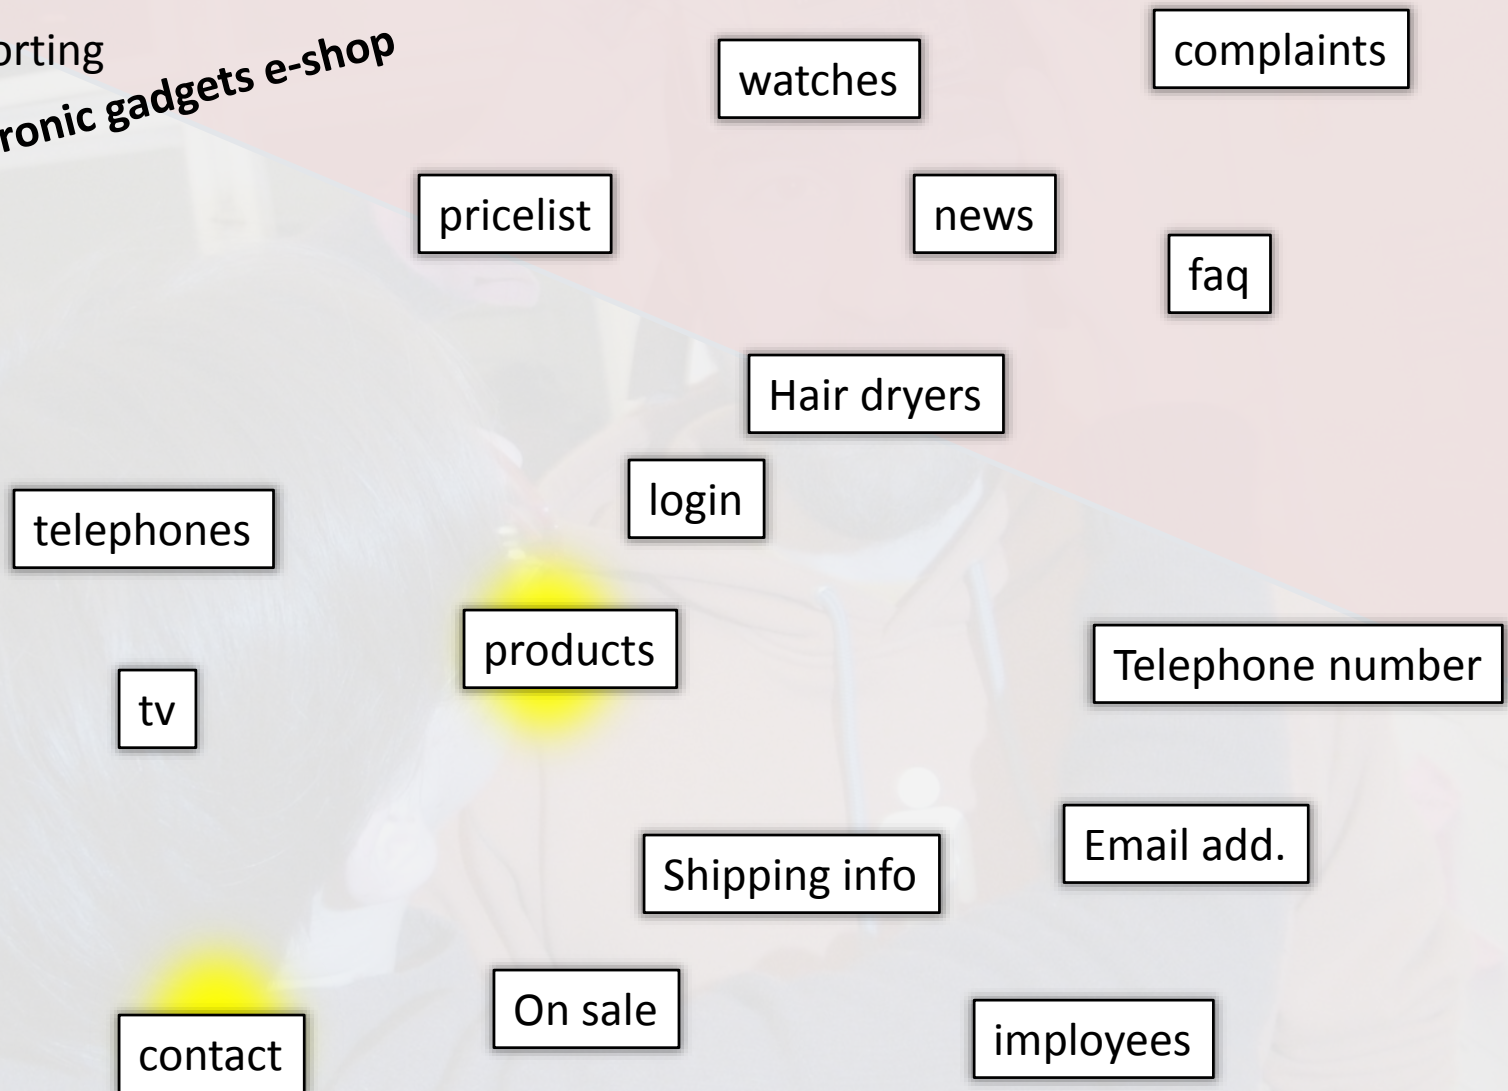 orting
ronic gadgets e-shop
watches
complaints
pricelist
news
faq
Hair dryers
login
telephones
products
Telephone number
tv
Email add.
Shipping info
On sale
imployees
contact